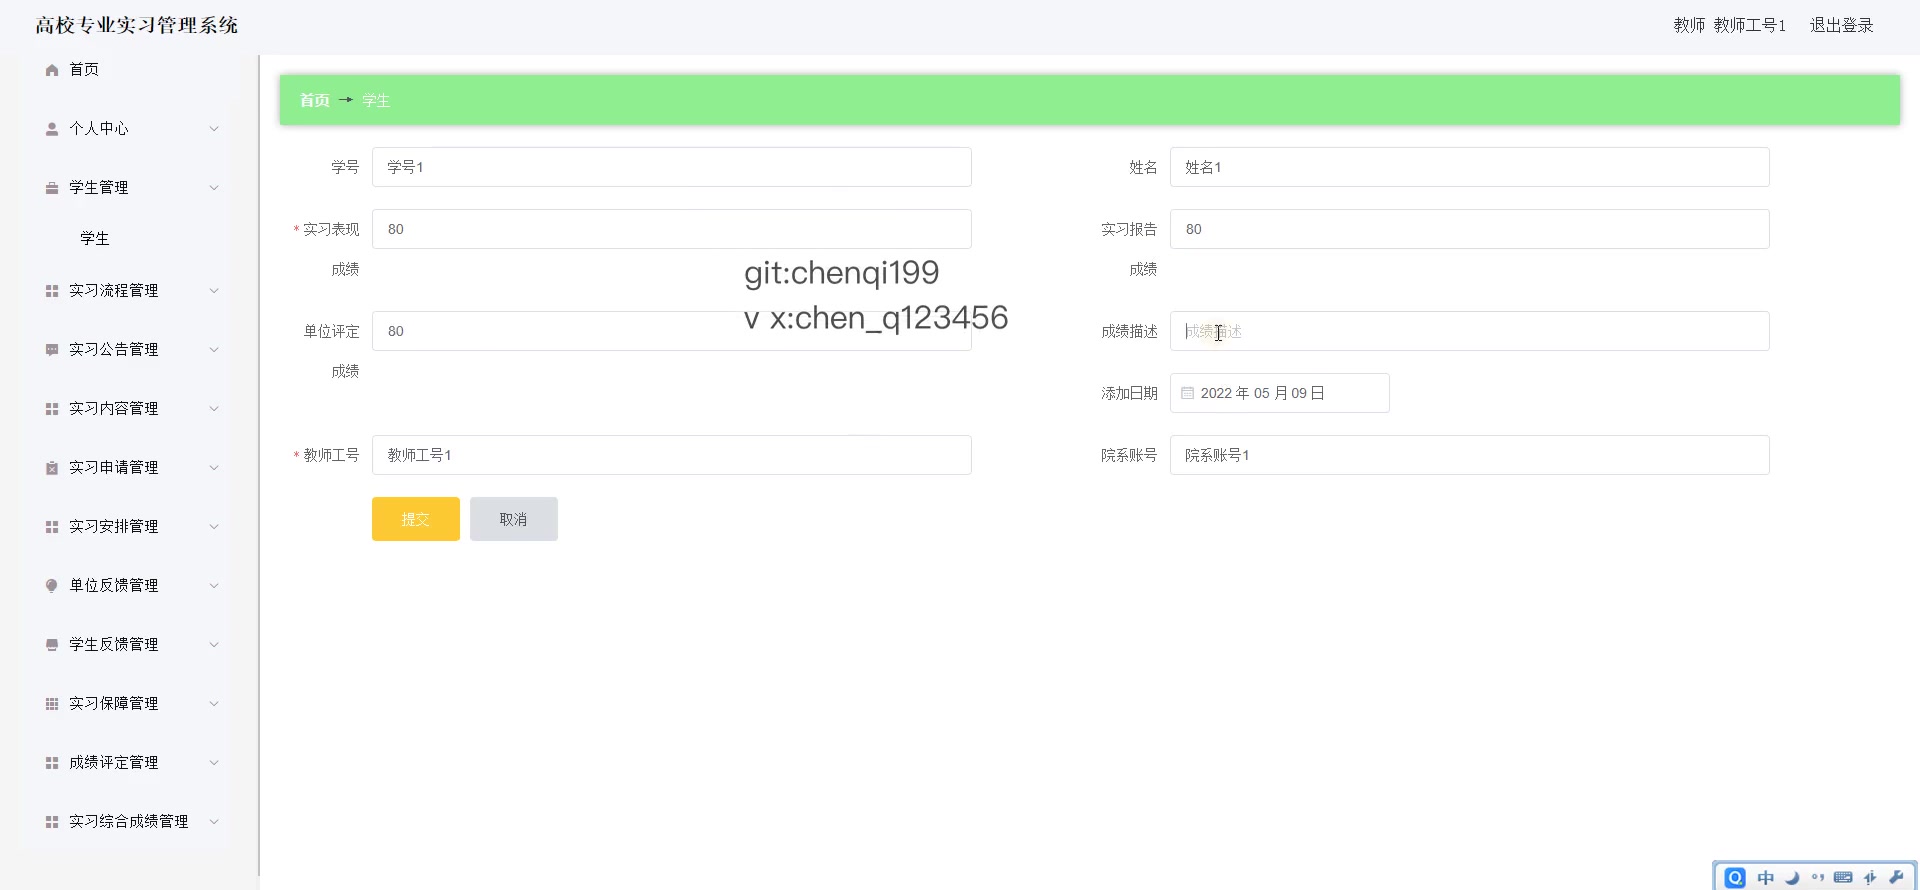 高校专业实习管理系统
教师 教师工号1 退出登录
首页
个人中心
学生管理
学生
实习流程管理
实习公告管理
实习内容管理
实习申请管理
实习安排管理
单位反馈管理
学生反馈管理
实习保障管理
成绩评定管理
实习综合成绩管理
首页 → 学生
学号 学号1
姓名 姓名1
* 实习表现成绩 80
实习报告成绩 80
git:chenqi199
v x:chen_q123456
单位评定成绩 80
成绩描述 成绩描述
添加日期 2022 年 05 月 09 日
* 教师工号 教师工号1
院系账号 院系账号1
提交 取消
中